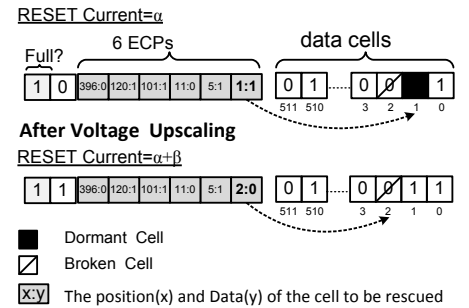 RESET Current=α
Full?
6 ECPs
data cells
1 0 396:0 120:1 101:1 11:0 5:1 1:1 0 1 0 0 1
511 510 3 2 1 0
After Voltage Upscaling
RESET Current=α+β
1 1 396:0 120:1 101:1 11:0 5:1 2:0 0 1 0 0 1 1
511 510 3 2 1 0
Dormant Cell
Broken Cell
x:y The position(x) and Data(y) of the cell to be rescued